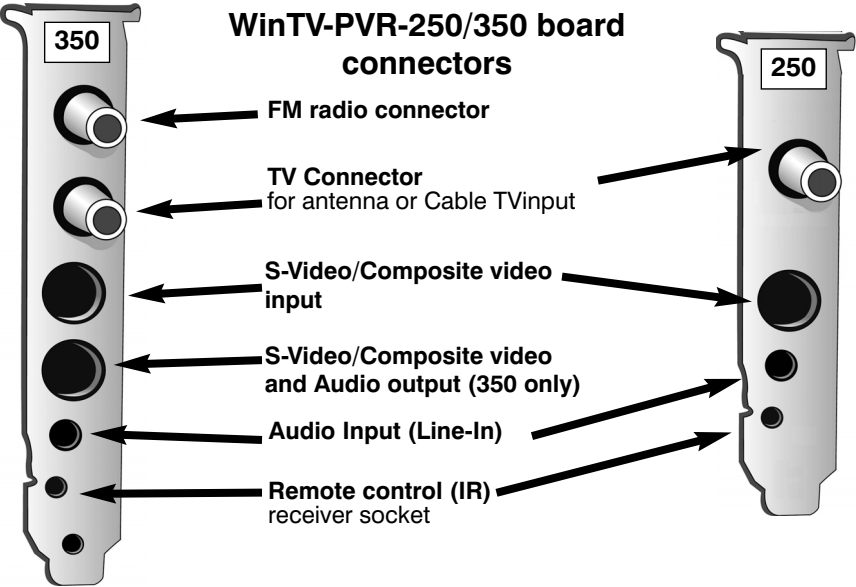 350
WinTV-PVR-250/350 board
connectors
250
FM radio connector
TV Connector
for antenna or Cable TVinput
S-Video/Composite video
input
S-Video/Composite video
and Audio output (350 only)
Audio Input (Line-In)
Remote control (IR)
receiver socket